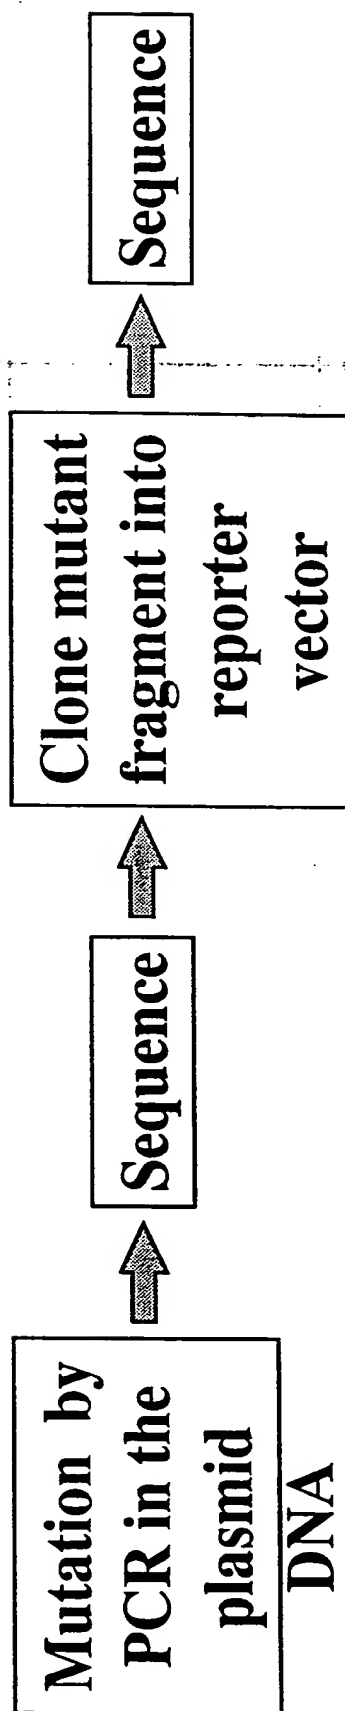 Mutation by
PCR in the
plasmid
DNA
Sequence
Clone mutant
fragment into
reporter
vector
Sequence